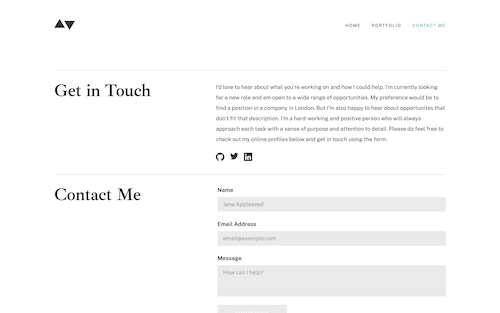 HOME PORTFOLIO CONTACT ME
Get in Touch
I'd love to hear about what you're working on and how I could help. I'm currently looking
for a new role and am open to a wide range of opportunities. My preference would be to
find a position in a company in London. But I'm also happy to hear about opportunites that
don't fit that description. I'm a hard-working and positive person who will always
approach each task with a sense of purpose and attention to detail. Please do feel free to
check out my online profiles below and get in touch using the form.
Contact Me
Name
Jane Appleseed
Email Address
email@example.com
Message
How can I help?